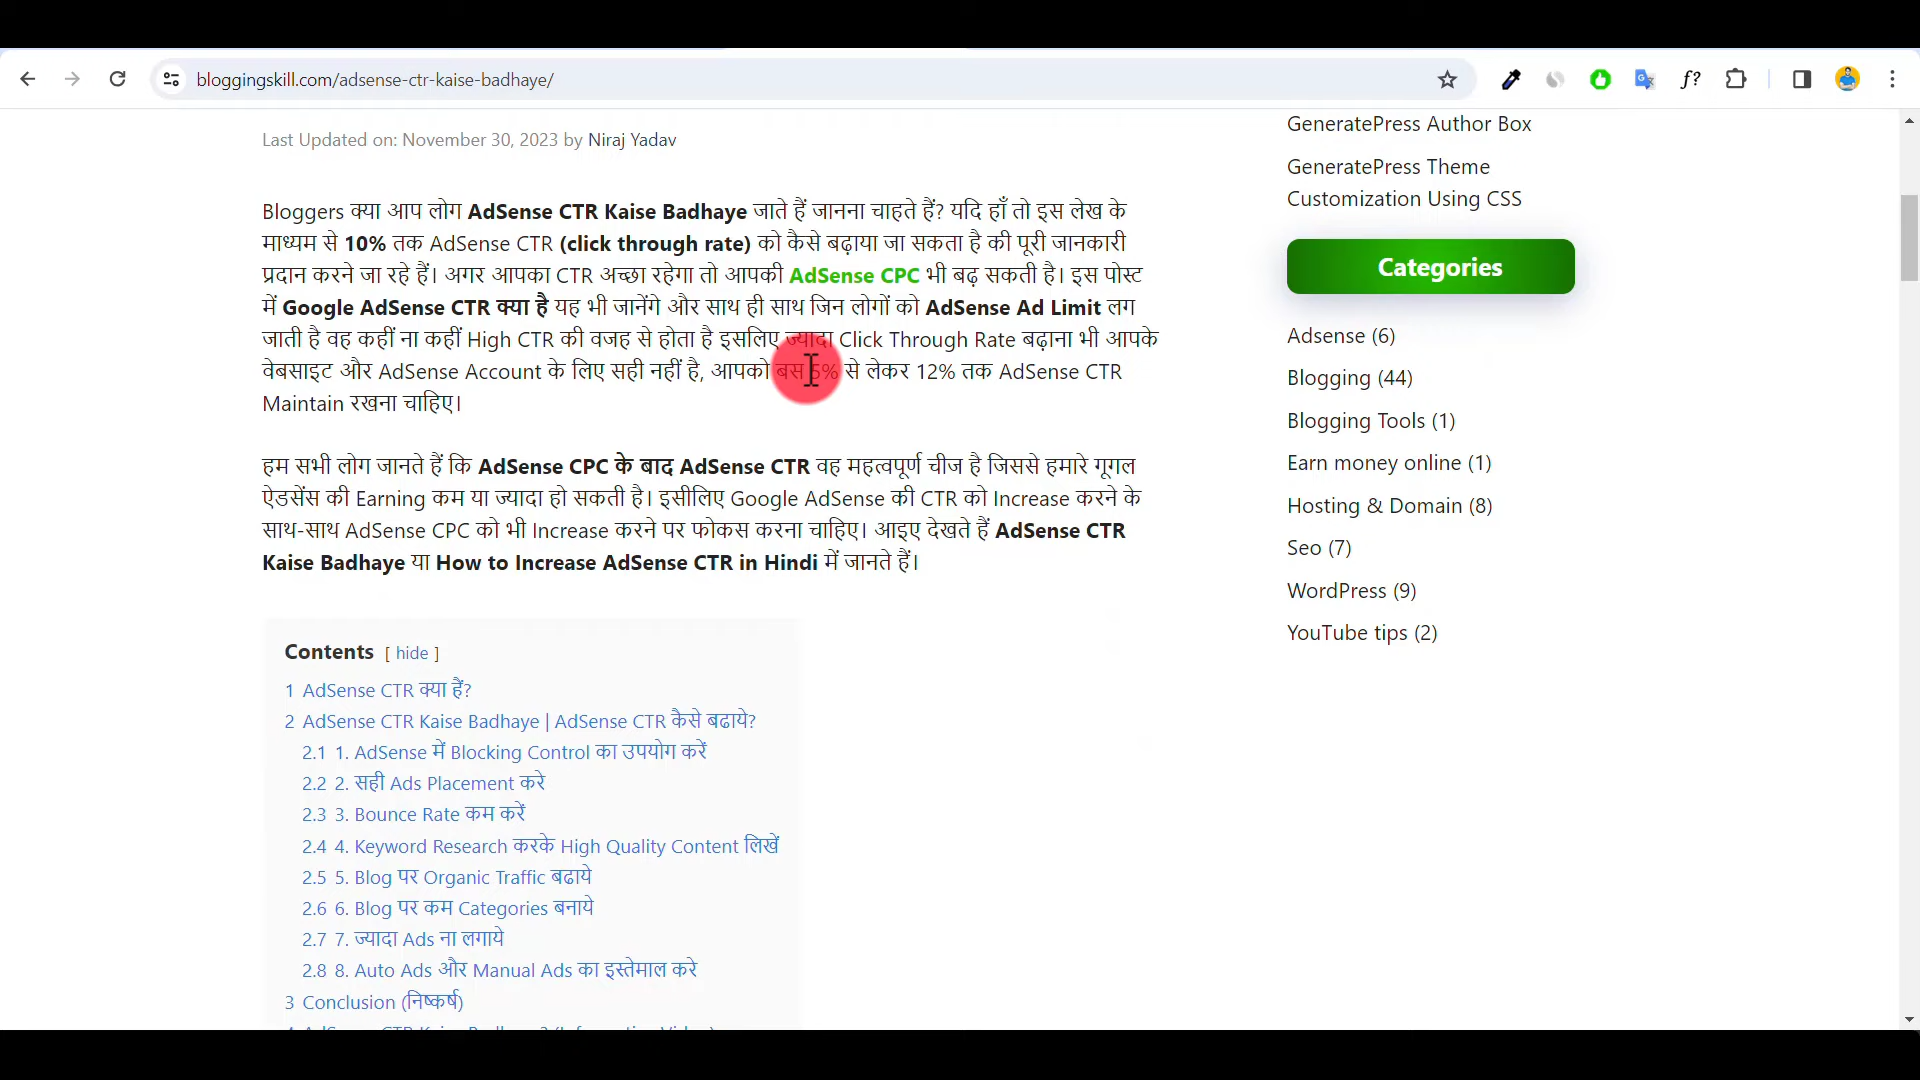 bloggingskill.com/adsense-ctr-kaise-badhaye/
Last Updated on: November 30, 2023 by Niraj Yadav
Bloggers क्या आप लोग AdSense CTR Kaise Badhaye जाते हैं जानना चाहते हैं? यदि हाँ तो इस लेख के
माध्यम से 10% तक AdSense CTR (click through rate) को कैसे बढ़ाया जा सकता है की पूरी जानकारी
प्रदान करने जा रहे हैं। अगर आपका CTR अच्छा रहेगा तो आपकी AdSense CPC भी बढ़ सकती है। इस पोस्ट
में Google AdSense CTR क्या है यह भी जानेंगे और साथ ही साथ जिन लोगों को AdSense Ad Limit लग
जाती है वह कहीं ना कहीं High CTR की वजह से होता है इसलिए ज्यादा Click Through Rate बढ़ाना भी आपके
वेबसाइट और AdSense Account के लिए सही नहीं है, आपको बस 5% से लेकर 12% तक AdSense CTR
Maintain रखना चाहिए।
हम सभी लोग जानते हैं कि AdSense CPC के बाद AdSense CTR वह महत्वपूर्ण चीज है जिससे हमारे गूगल
ऐडसेंस की Earning कम या ज्यादा हो सकती है। इसीलिए Google AdSense की CTR को Increase करने के
साथ-साथ AdSense CPC को भी Increase करने पर फोकस करना चाहिए। आइए देखते हैं AdSense CTR
Kaise Badhaye या How to Increase AdSense CTR in Hindi में जानते हैं।
Contents [ hide ]
1 AdSense CTR क्या हैं?
2 AdSense CTR Kaise Badhaye | AdSense CTR कैसे बढाये?
2.1 1. AdSense में Blocking Control का उपयोग करें
2.2 2. सही Ads Placement करे
2.3 3. Bounce Rate कम करें
2.4 4. Keyword Research करके High Quality Content लिखें
2.5 5. Blog पर Organic Traffic बढाये
2.6 6. Blog पर कम Categories बनाये
2.7 7. ज्यादा Ads ना लगाये
2.8 8. Auto Ads और Manual Ads का इस्तेमाल करे
3 Conclusion (निष्कर्ष)
GeneratePress Author Box
GeneratePress Theme
Customization Using CSS
Categories
Adsense (6)
Blogging (44)
Blogging Tools (1)
Earn money online (1)
Hosting & Domain (8)
Seo (7)
WordPress (9)
YouTube tips (2)